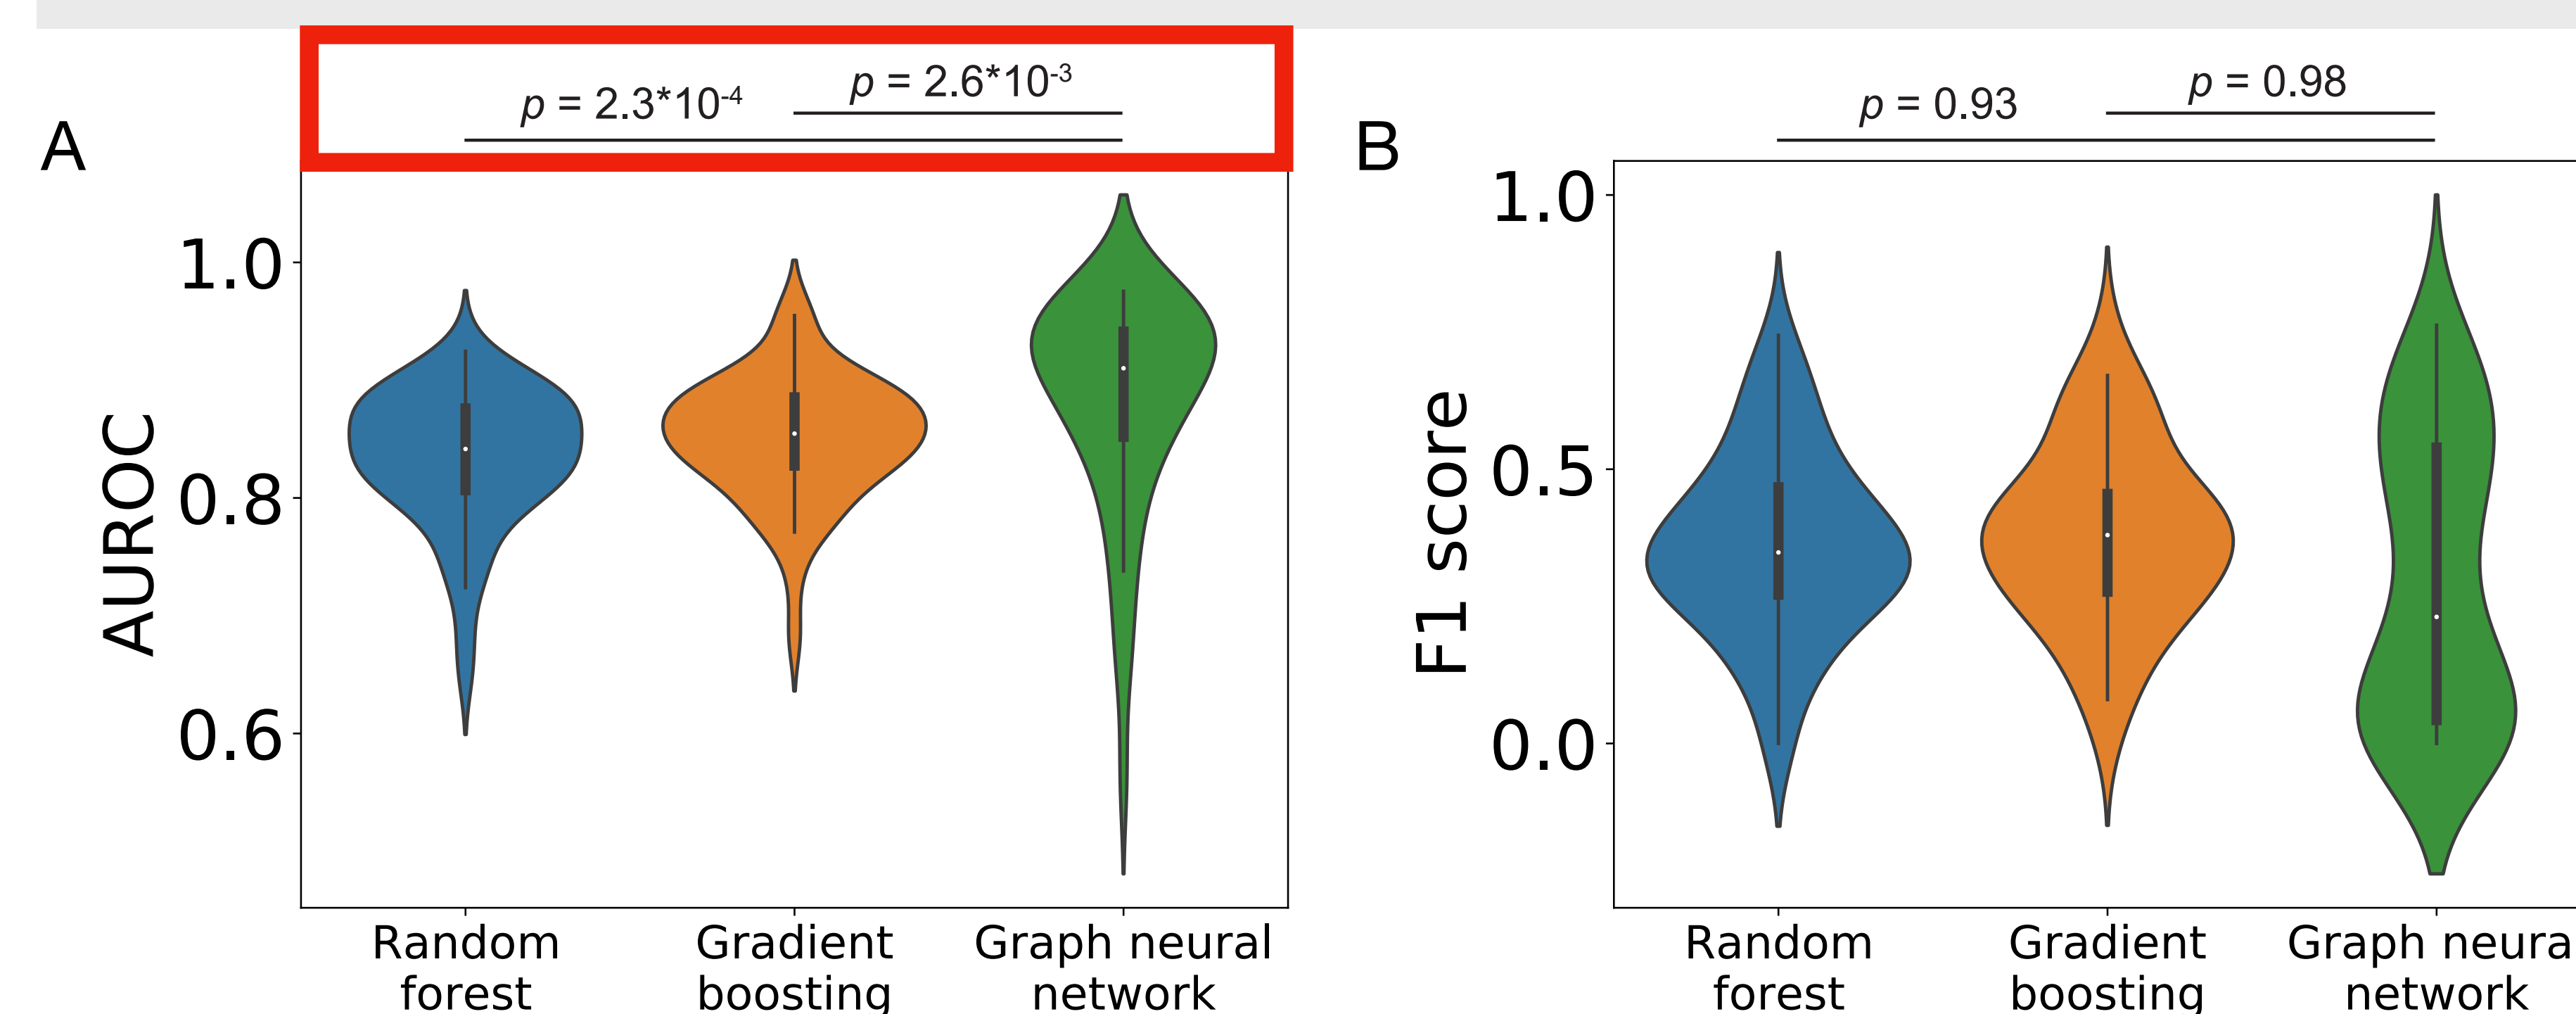 A
p = 2.3*10⁻⁴
p = 2.6*10⁻³
AUROC
1.0
0.8
0.6
Random forest
Gradient boosting
Graph neural network
B
p = 0.93
p = 0.98
F1 score
1.0
0.5
0.0
Random forest
Gradient boosting
Graph neura
network